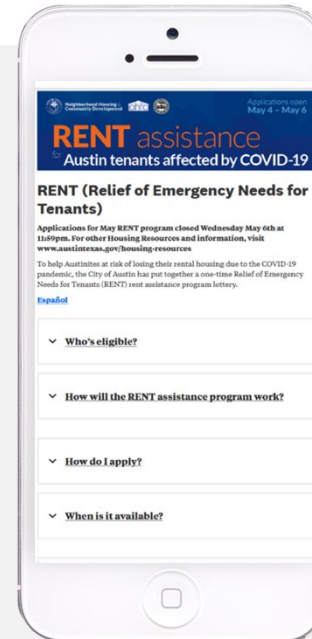 Neighborhood Housing &
Community Development
Applications open
May 4 – May 6
RENT assistance
for Austin tenants affected by COVID-19
RENT (Relief of Emergency Needs for
Tenants)
Applications for May RENT program closed Wednesday May 6th at
11:59pm. For other Housing Resources and information, visit
www.austintexas.gov/housing-resources
To help Austinites at risk of losing their rental housing due to the COVID-19
pandemic, the City of Austin has put together a one-time Relief of Emergency
Needs for Tenants (RENT) rent assistance program lottery.
Español
Who's eligible?
How will the RENT assistance program work?
How do I apply?
When is it available?